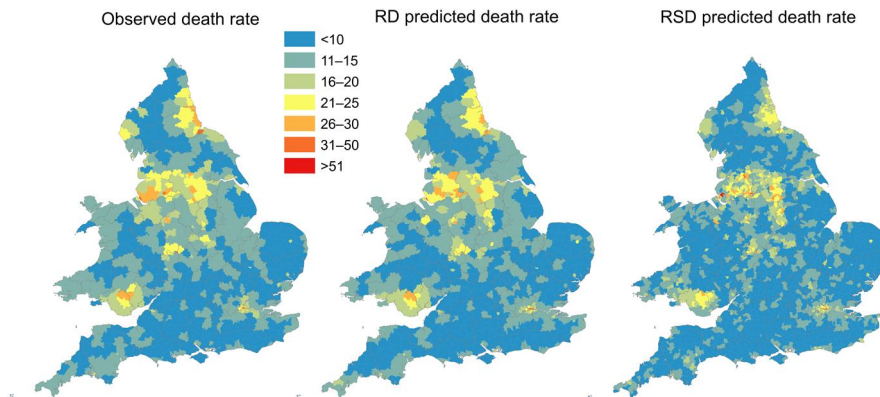 Observed death rate
RD predicted death rate
RSD predicted death rate
<10
11–15
16–20
21–25
26–30
31–50
>51